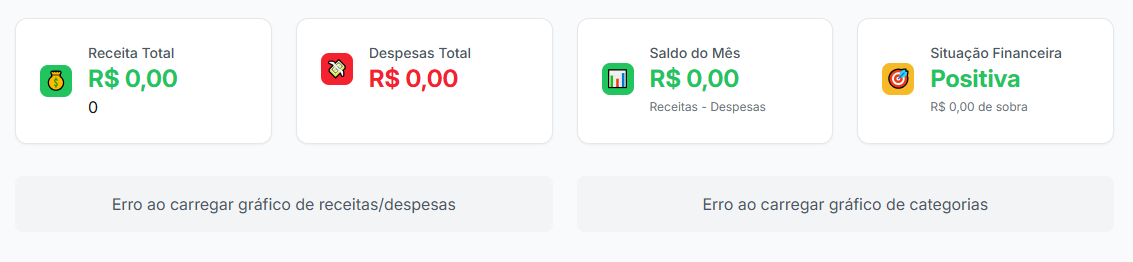 Receita Total
R$ 0,00
0
Despesas Total
R$ 0,00
Saldo do Mês
R$ 0,00
Receitas - Despesas
Situação Financeira
Positiva
R$ 0,00 de sobra
Erro ao carregar gráfico de receitas/despesas
Erro ao carregar gráfico de categorias